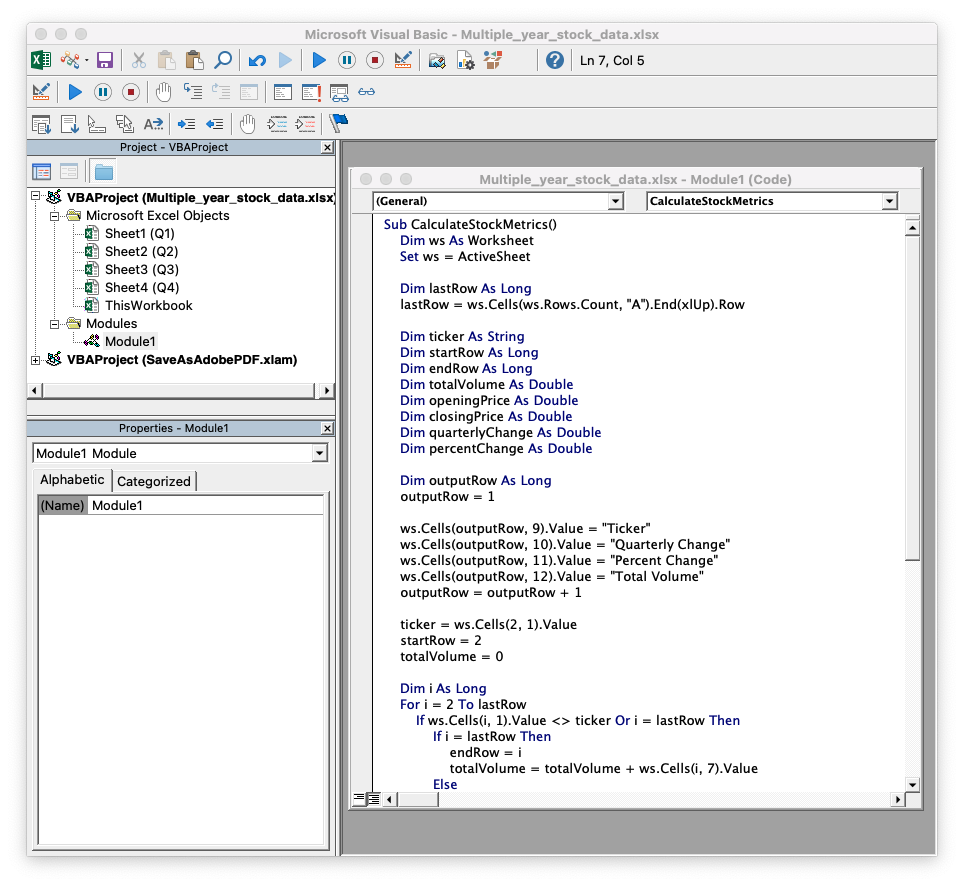 Microsoft Visual Basic - Multiple_year_stock_data.xlsx
Ln 7, Col 5
Project - VBAProject
VBAProject (Multiple_year_stock_data.xlsx)
Microsoft Excel Objects
Sheet1 (Q1)
Sheet2 (Q2)
Sheet3 (Q3)
Sheet4 (Q4)
ThisWorkbook
Modules
Module1
VBAProject (SaveAsAdobePDF.xlam)
Properties - Module1
Module1 Module
Alphabetic
Categorized
(Name) Module1
Multiple_year_stock_data.xlsx - Module1 (Code)
(General)
CalculateStockMetrics
Sub CalculateStockMetrics()
Dim ws As Worksheet
Set ws = ActiveSheet
Dim lastRow As Long
lastRow = ws.Cells(ws.Rows.Count, "A").End(xlUp).Row
Dim ticker As String
Dim startRow As Long
Dim endRow As Long
Dim totalVolume As Double
Dim openingPrice As Double
Dim closingPrice As Double
Dim quarterlyChange As Double
Dim percentChange As Double
Dim outputRow As Long
outputRow = 1
ws.Cells(outputRow, 9).Value = "Ticker"
ws.Cells(outputRow, 10).Value = "Quarterly Change"
ws.Cells(outputRow, 11).Value = "Percent Change"
ws.Cells(outputRow, 12).Value = "Total Volume"
outputRow = outputRow + 1
ticker = ws.Cells(2, 1).Value
startRow = 2
totalVolume = 0
Dim i As Long
For i = 2 To lastRow
If ws.Cells(i, 1).Value <> ticker Or i = lastRow Then
If i = lastRow Then
endRow = i
totalVolume = totalVolume + ws.Cells(i, 7).Value
Else